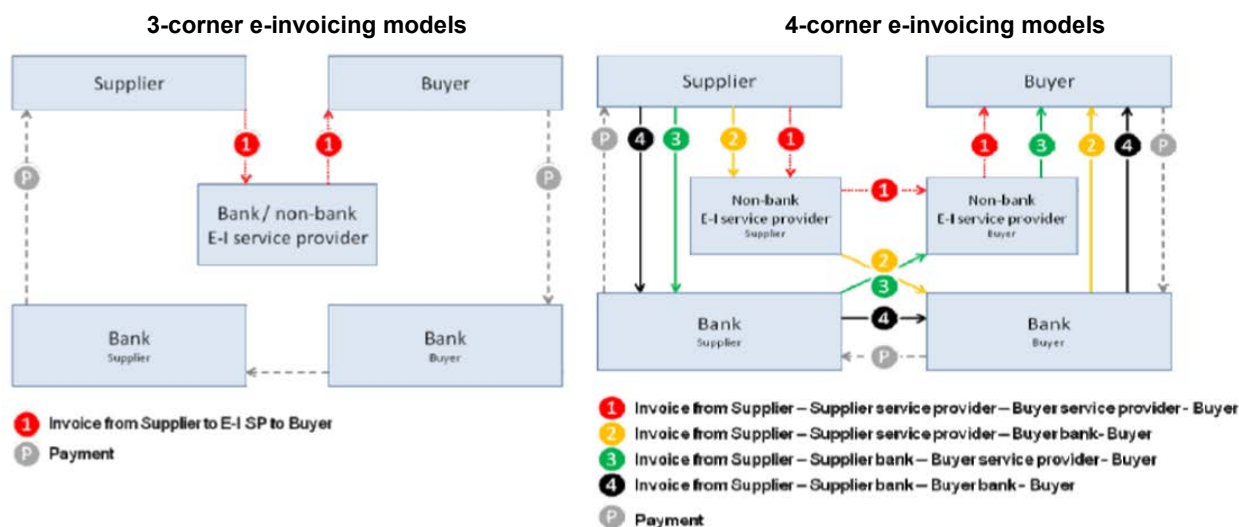 3-corner e-invoicing models
Supplier
Buyer
1
1
P
P
Bank/ non-bank
E-I service provider
Bank
Supplier
Bank
Buyer
1 Invoice from Supplier to E-I SP to Buyer
P Payment
4-corner e-invoicing models
Supplier
Buyer
P
4
3
2
1
1
3
2
4
P
Non-bank
E-I service provider
Supplier
1
Non-bank
E-I service provider
Buyer
2
3
Bank
Supplier
4
Bank
Buyer
P
1 Invoice from Supplier – Supplier service provider – Buyer service provider - Buyer
2 Invoice from Supplier – Supplier service provider – Buyer bank- Buyer
3 Invoice from Supplier – Supplier bank – Buyer service provider - Buyer
4 Invoice from Supplier – Supplier bank – Buyer bank - Buyer
P Payment